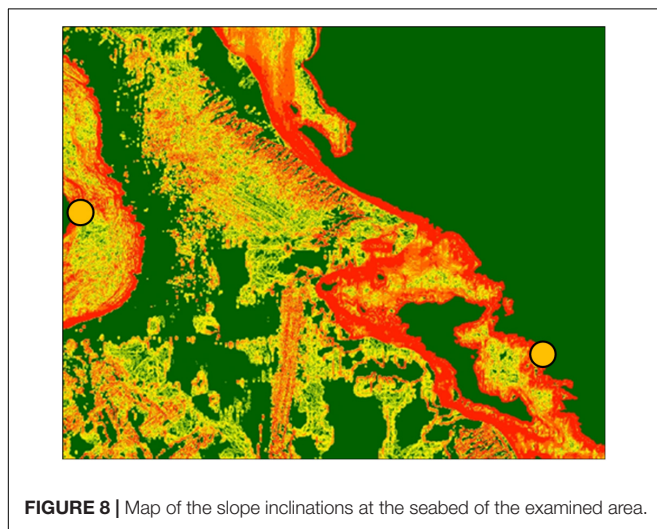 FIGURE 8 | Map of the slope inclinations at the seabed of the examined area.